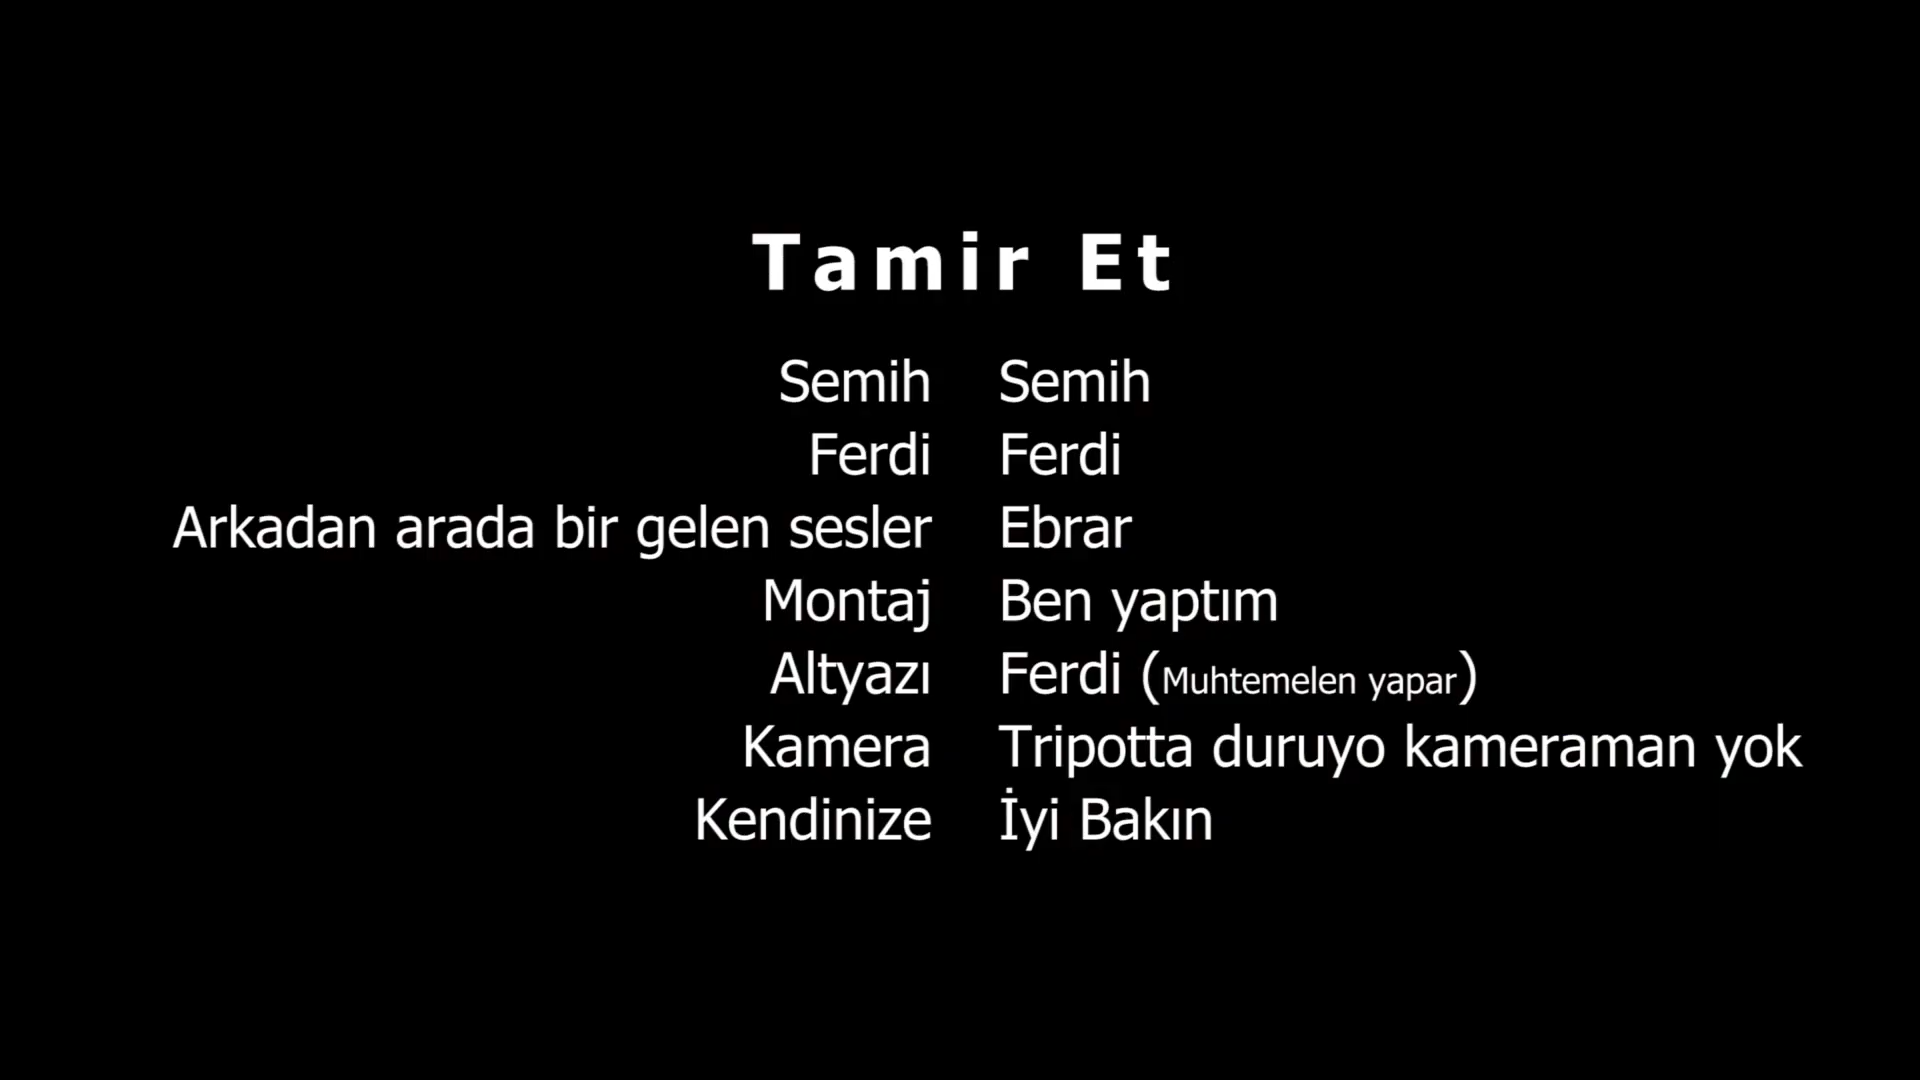 Tamir Et
Semih Semih
Ferdi Ferdi
Arkadan arada bir gelen sesler Ebrar
Montaj Ben yaptım
Altyazı Ferdi (Muhtemelen yapar)
Kamera Tripotta duruyo kameraman yok
Kendinize İyi Bakın